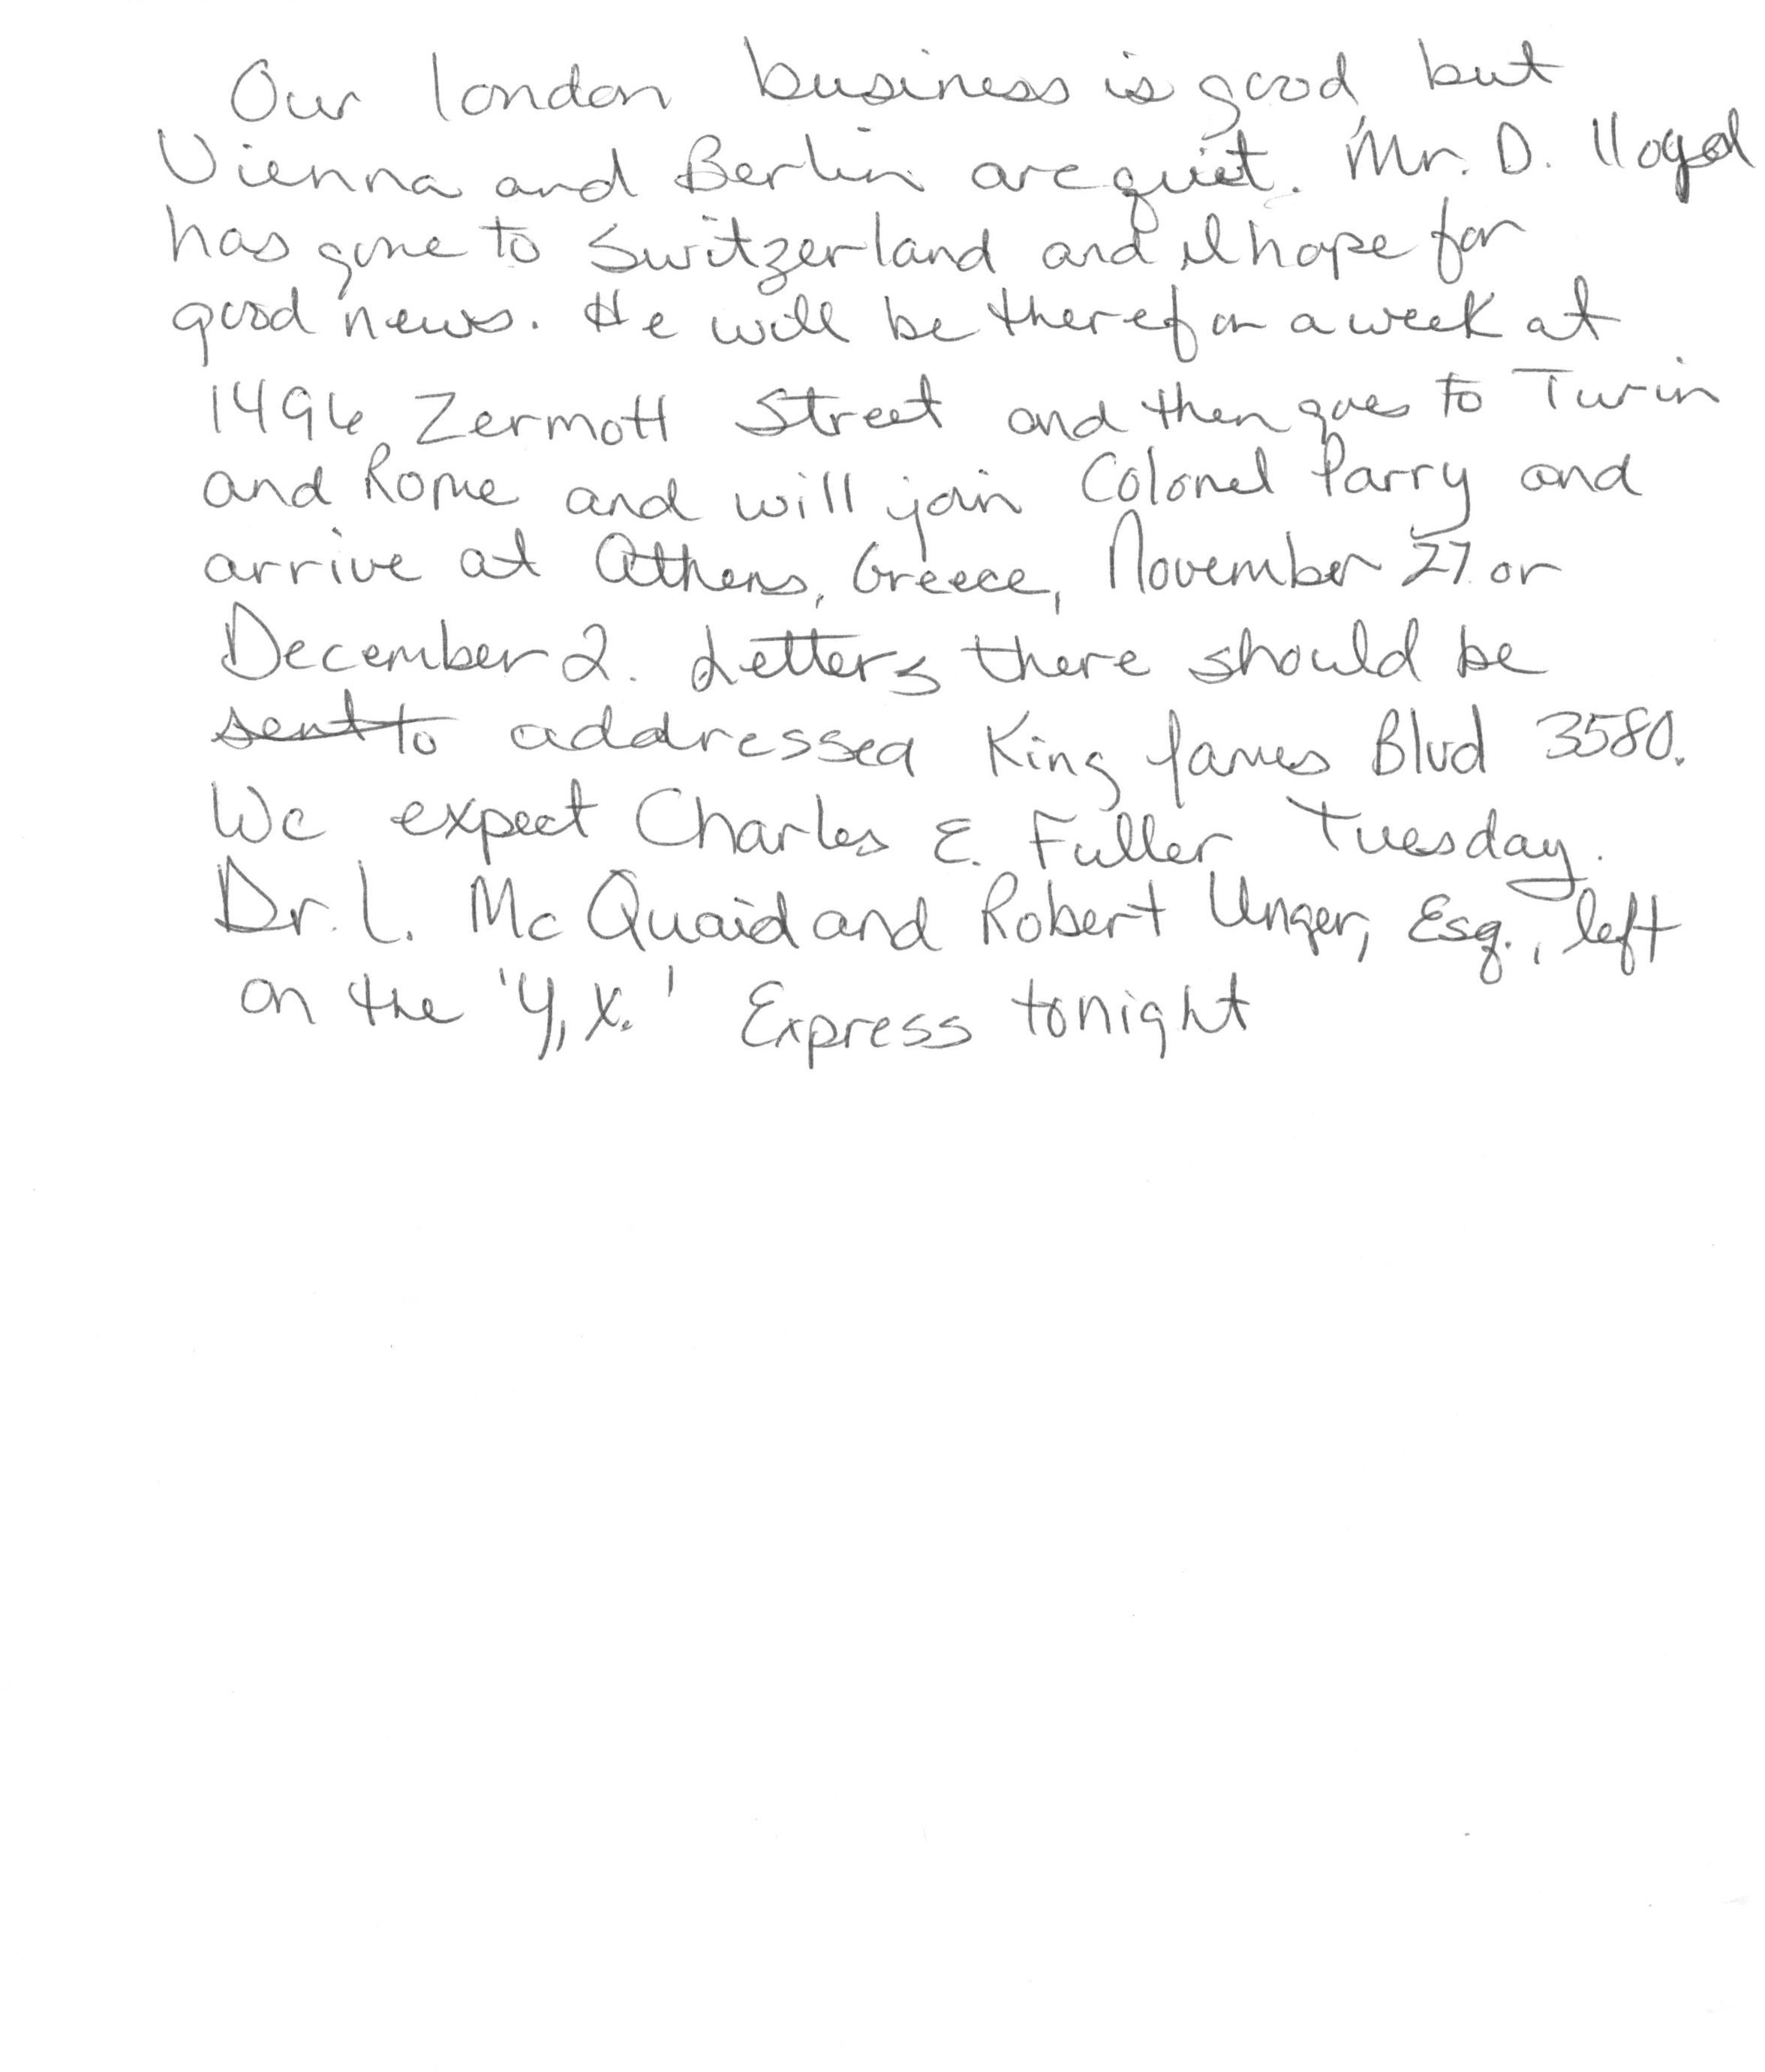 Our london business is good but
Vienna and Berlin are quiet. Mr. D. lloyd
has gone to Switzerland and I hope for
good news. He will be there for a week at
1496 Zermott Street and then goes to Turin
and Rome and will join Colonel Parry and
arrive at Athens, Greece, November 27 or
December 2. Letters there should be
sent to addressed King James Blvd 3580.
We expect Charles E. Fuller Tuesday.
Dr. L. McQuaid and Robert Unger, Esq., left
on the 'Y, X.' Express tonight